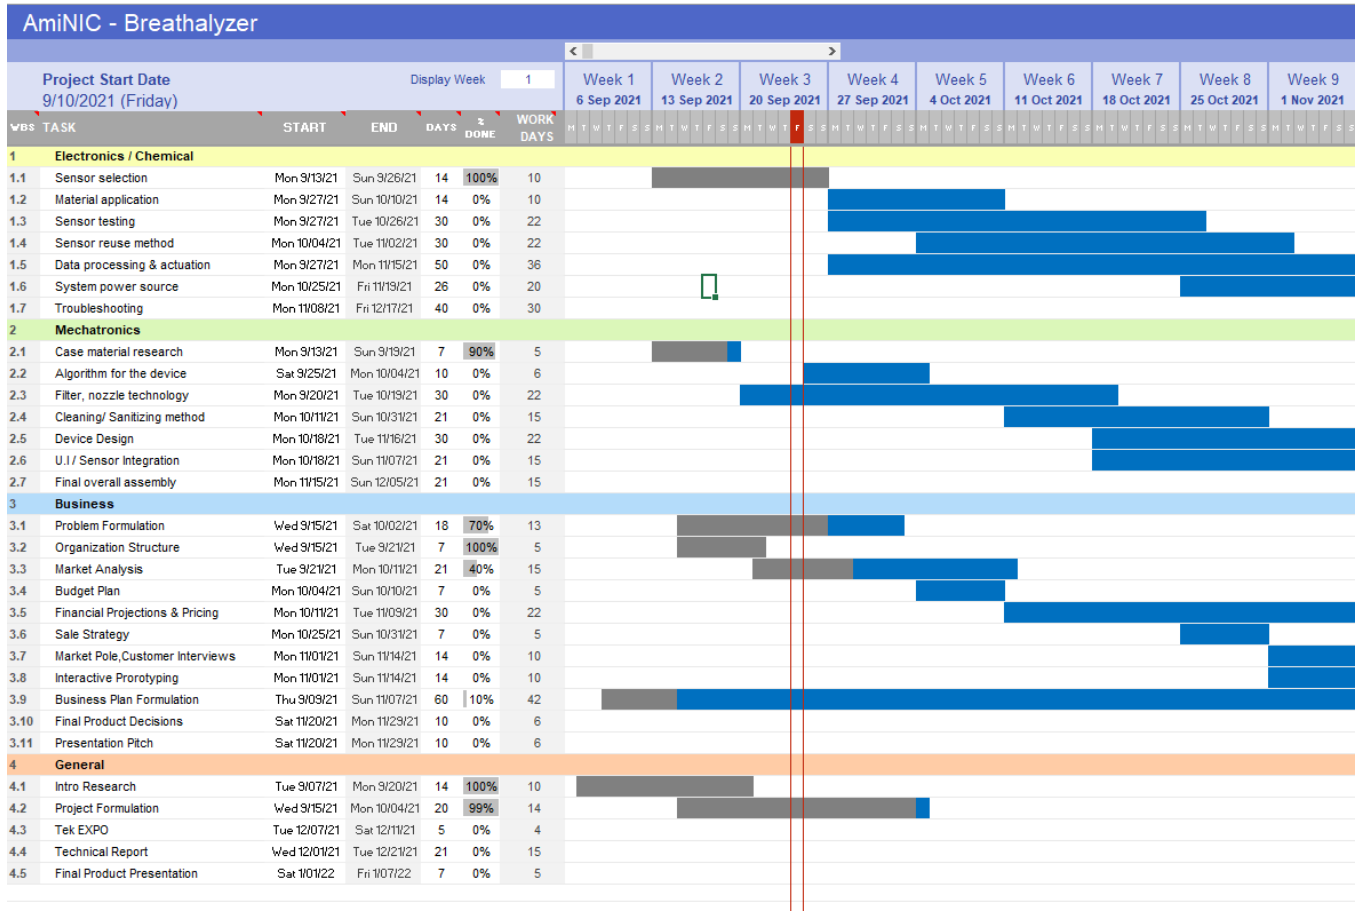 AmiNIC - Breathalyzer
Project Start Date
9/10/2021 (Friday)
Display Week 1
Week 1 Week 2 Week 3 Week 4 Week 5 Week 6 Week 7 Week 8 Week 9
6 Sep 2021 13 Sep 2021 20 Sep 2021 27 Sep 2021 4 Oct 2021 11 Oct 2021 18 Oct 2021 25 Oct 2021 1 Nov 2021
WBS TASK START END DAYS % DONE WORK DAYS M T W T F S S M T W T F S S M T W T F S S M T W T F S S M T W T F S S M T W T F S S M T W T F S S M T W T F S S M T W T F S S
1 Electronics / Chemical
1.1 Sensor selection Mon 9/13/21 Sun 9/26/21 14 100% 10
1.2 Material application Mon 9/27/21 Sun 10/10/21 14 0% 10
1.3 Sensor testing Mon 9/27/21 Tue 10/26/21 30 0% 22
1.4 Sensor reuse method Mon 10/04/21 Tue 11/02/21 30 0% 22
1.5 Data processing & actuation Mon 9/27/21 Mon 11/15/21 50 0% 36
1.6 System power source Mon 10/25/21 Fri 11/19/21 26 0% 20
1.7 Troubleshooting Mon 11/08/21 Fri 12/17/21 40 0% 30
2 Mechatronics
2.1 Case material research Mon 9/13/21 Sun 9/19/21 7 90% 5
2.2 Algorithm for the device Sat 9/25/21 Mon 10/04/21 10 0% 6
2.3 Filter, nozzle technology Mon 9/20/21 Tue 10/19/21 30 0% 22
2.4 Cleaning/ Sanitizing method Mon 10/11/21 Sun 10/31/21 21 0% 15
2.5 Device Design Mon 10/18/21 Tue 11/16/21 30 0% 22
2.6 U.I / Sensor Integration Mon 10/18/21 Sun 11/07/21 21 0% 15
2.7 Final overall assembly Mon 11/15/21 Sun 12/05/21 21 0% 15
3 Business
3.1 Problem Formulation Wed 9/15/21 Sat 10/02/21 18 70% 13
3.2 Organization Structure Wed 9/15/21 Tue 9/21/21 7 100% 5
3.3 Market Analysis Tue 9/21/21 Mon 10/11/21 21 40% 15
3.4 Budget Plan Mon 10/04/21 Sun 10/10/21 7 0% 5
3.5 Financial Projections & Pricing Mon 10/11/21 Tue 11/09/21 30 0% 22
3.6 Sale Strategy Mon 10/25/21 Sun 10/31/21 7 0% 5
3.7 Market Pole,Customer Interviews Mon 11/01/21 Sun 11/14/21 14 0% 10
3.8 Interactive Prorotyping Mon 11/01/21 Sun 11/14/21 14 0% 10
3.9 Business Plan Formulation Thu 9/09/21 Sun 11/07/21 60 10% 42
3.10 Final Product Decisions Sat 11/20/21 Mon 11/29/21 10 0% 6
3.11 Presentation Pitch Sat 11/20/21 Mon 11/29/21 10 0% 6
4 General
4.1 Intro Research Tue 9/07/21 Mon 9/20/21 14 100% 10
4.2 Project Formulation Wed 9/15/21 Mon 10/04/21 20 99% 14
4.3 Tek EXPO Tue 12/07/21 Sat 12/11/21 5 0% 4
4.4 Technical Report Wed 12/01/21 Tue 12/21/21 21 0% 15
4.5 Final Product Presentation Sat 1/01/22 Fri 1/07/22 7 0% 5